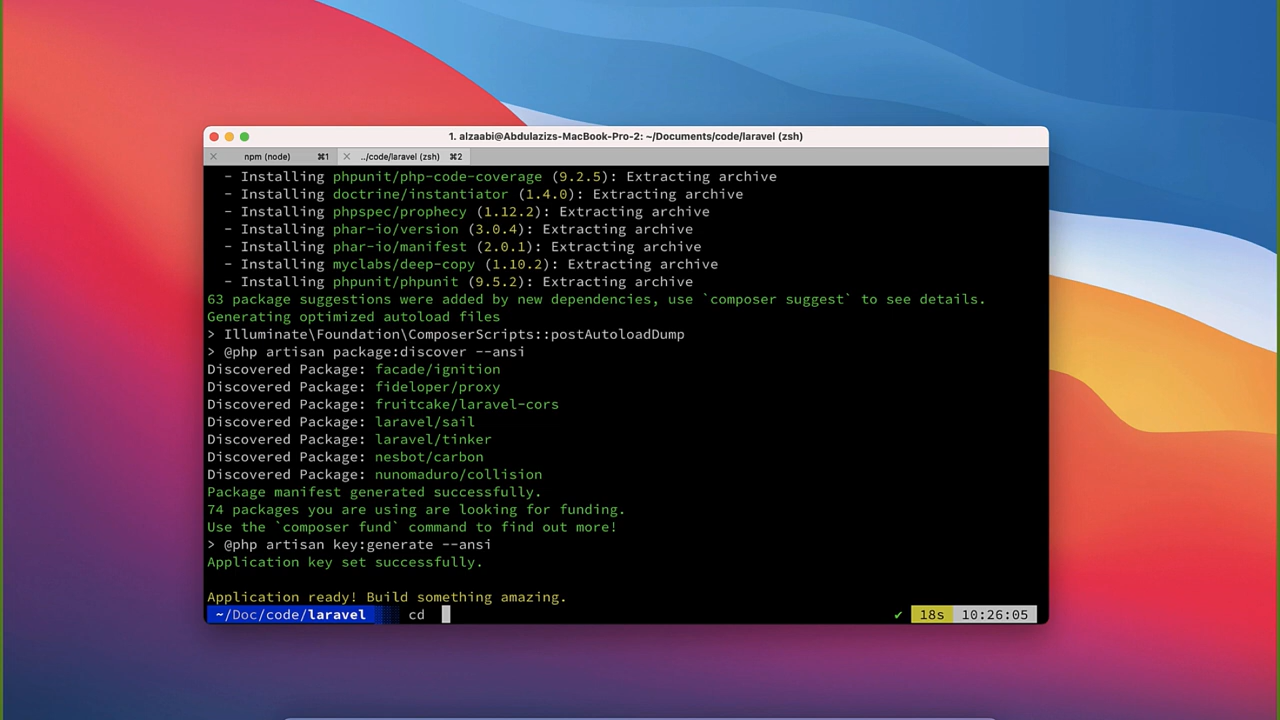 1. alzaabi@Abdulazizs-MacBook-Pro-2: ~/Documents/code/laravel (zsh)
npm (node) ⌘1 ../code/laravel (zsh) ⌘2
- Installing phpunit/php-code-coverage (9.2.5): Extracting archive
- Installing doctrine/instantiator (1.4.0): Extracting archive
- Installing phpspec/prophecy (1.12.2): Extracting archive
- Installing phar-io/version (3.0.4): Extracting archive
- Installing phar-io/manifest (2.0.1): Extracting archive
- Installing myclabs/deep-copy (1.10.2): Extracting archive
- Installing phpunit/phpunit (9.5.2): Extracting archive
63 package suggestions were added by new dependencies, use `composer suggest` to see details.
Generating optimized autoload files
> Illuminate\Foundation\ComposerScripts::postAutoloadDump
> @php artisan package:discover --ansi
Discovered Package: facade/ignition
Discovered Package: fideloper/proxy
Discovered Package: fruitcake/laravel-cors
Discovered Package: laravel/sail
Discovered Package: laravel/tinker
Discovered Package: nesbot/carbon
Discovered Package: nunomaduro/collision
Package manifest generated successfully.
74 packages you are using are looking for funding.
Use the `composer fund` command to find out more!
> @php artisan key:generate --ansi
Application key set successfully.
Application ready! Build something amazing.
~/Doc/code/laravel cd ✔ 18s 10:26:05